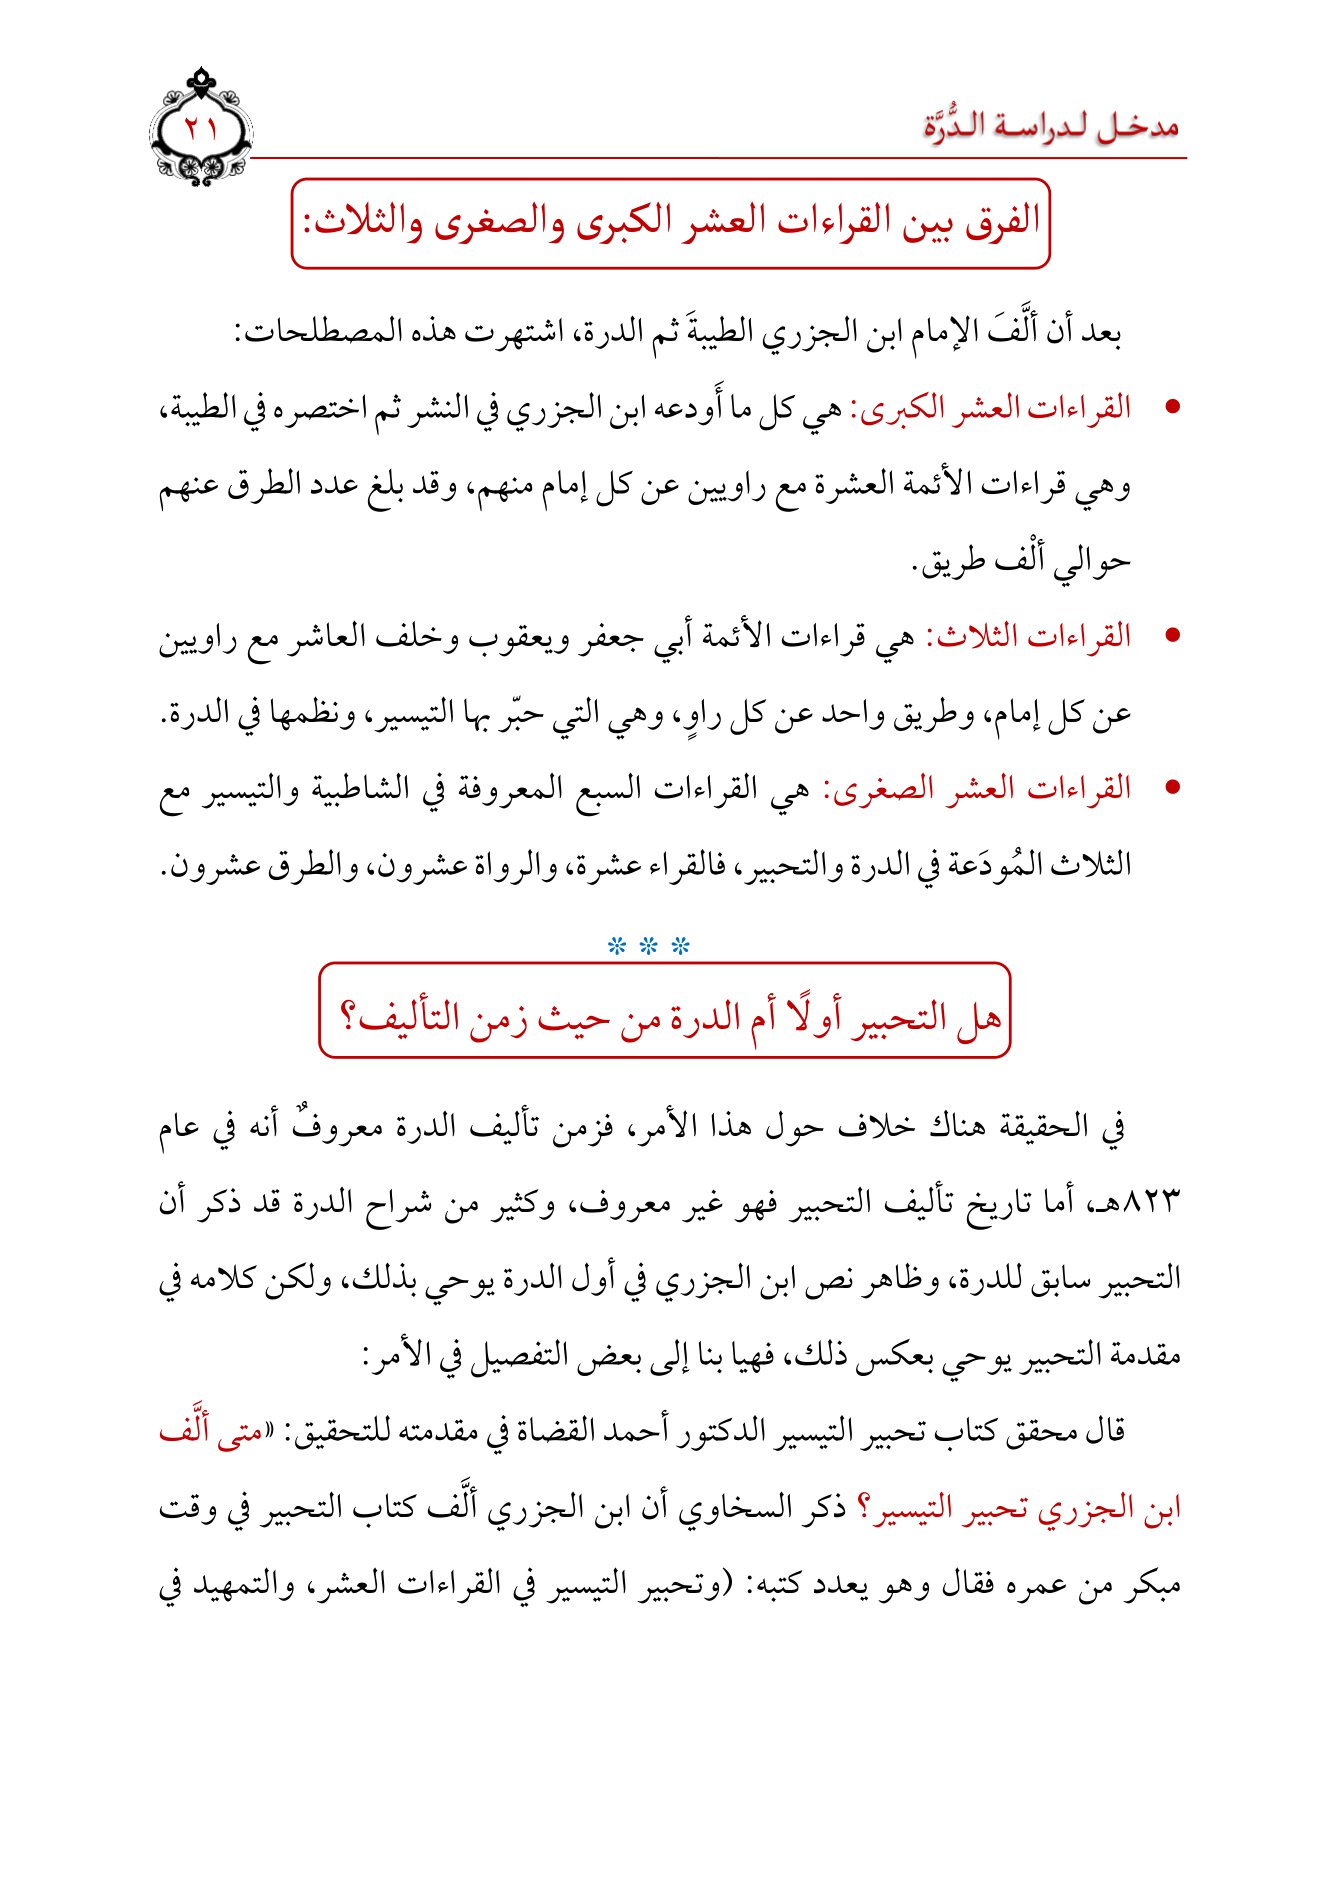 مدخل لدراسة الدُّرَّة
٢١
الفرق بين القراءات العشر الكبرى والصغرى والثلاث:
بعد أن ألَّفَ الإمام ابن الجزري الطيبةَ ثم الدرة، اشتهرت هذه المصطلحات:
• القراءات العشر الكبرى: هي كل ما أَودعه ابن الجزري في النشر ثم اختصره في الطيبة،
وهي قراءات الأئمة العشرة مع راويين عن كل إمام منهم، وقد بلغ عدد الطرق عنهم
حوالي ألْف طريق.
• القراءات الثلاث: هي قراءات الأئمة أبي جعفر ويعقوب وخلف العاشر مع راويين
عن كل إمام، وطريق واحد عن كل راوٍ، وهي التي حبّر بها التيسير، ونظمها في الدرة.
• القراءات العشر الصغرى: هي القراءات السبع المعروفة في الشاطبية والتيسير مع
الثلاث المُودَعة في الدرة والتحبير، فالقراء عشرة، والرواة عشرون، والطرق عشرون.
* * *
هل التحبير أولًا أم الدرة من حيث زمن التأليف؟
في الحقيقة هناك خلاف حول هذا الأمر، فزمن تأليف الدرة معروفٌ أنه في عام
٨٢٣هـ، أما تاريخ تأليف التحبير فهو غير معروف، وكثير من شراح الدرة قد ذكر أن
التحبير سابق للدرة، وظاهر نص ابن الجزري في أول الدرة يوحي بذلك، ولكن كلامه في
مقدمة التحبير يوحي بعكس ذلك، فهيا بنا إلى بعض التفصيل في الأمر:
قال محقق كتاب تحبير التيسير الدكتور أحمد القضاة في مقدمته للتحقيق: «متى ألَّف
ابن الجزري تحبير التيسير؟ ذكر السخاوي أن ابن الجزري ألَّف كتاب التحبير في وقت
مبكر من عمره فقال وهو يعدد كتبه: (وتحبير التيسير في القراءات العشر، والتمهيد في